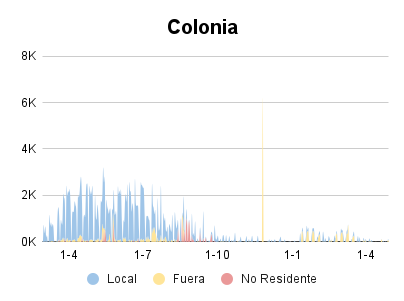 Colonia
8K
6K
4K
2K
0K
1-4 1-7 1-10 1-1 1-4
Local Fuera No Residente